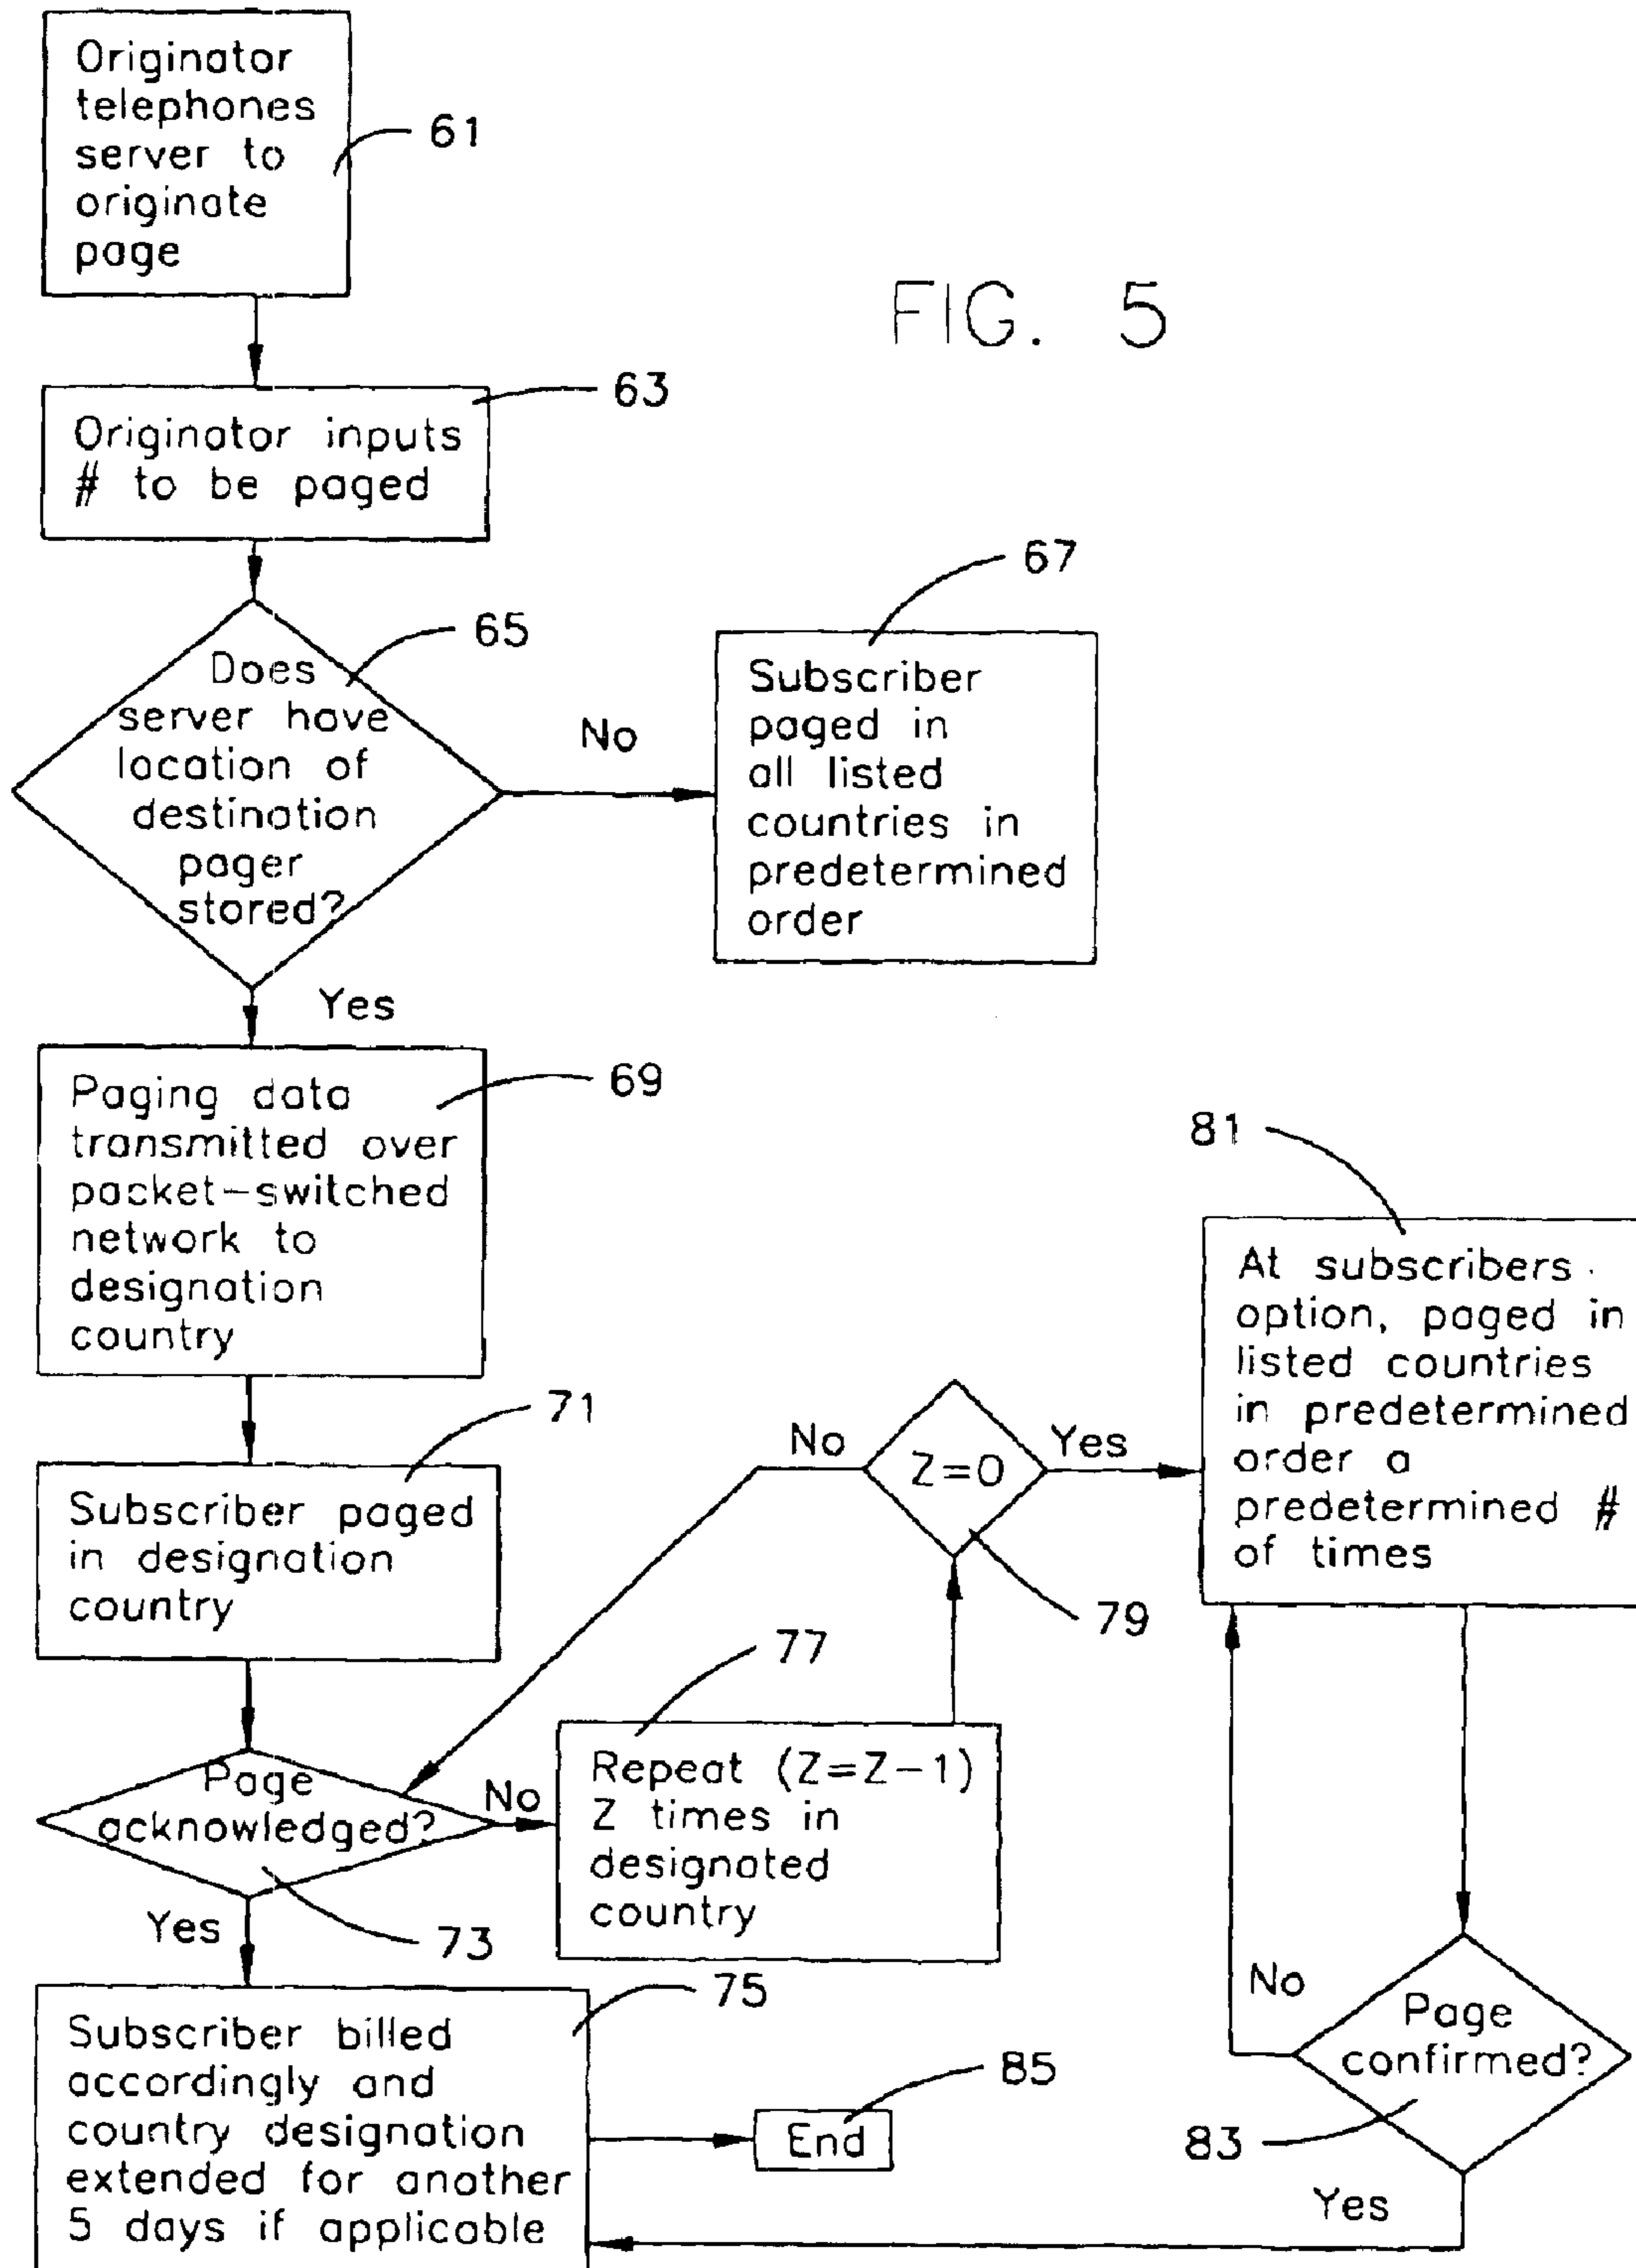 Originator
telephones
server to
originate
page
61
FIG. 5
63
Originator inputs
# to be paged
67
65
Does
server have
location of
destination
pager
stored?
No
Subscriber
paged in
all listed
countries in
predetermined
order
Yes
69
Paging data
transmitted over
packet-switched
network to
designation
country
81
At subscribers
option, paged in
listed countries
in predetermined
order a
predetermined #
of times
71
Subscriber paged
in designation
country
No
Z=0
Yes
79
77
Repeat (Z=Z-1)
Z times in
designated
country
Page
acknowledged?
No
Yes
73
75
Subscriber billed
accordingly and
country designation
extended for another
5 days if applicable
85
End
No
Page
confirmed?
83
Yes